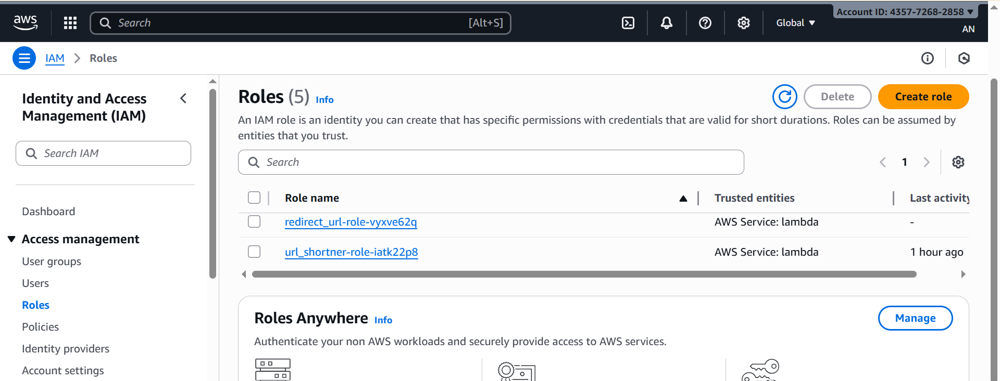 aws
Search
[Alt+S]
Global
Account ID: 4357-7268-2858
AN
IAM
Roles
Identity and Access
Management (IAM)
Search IAM
Dashboard
Access management
User groups
Users
Roles
Policies
Identity providers
Account settings
Roles (5) Info
Delete
Create role
An IAM role is an identity you can create that has specific permissions with credentials that are valid for short durations. Roles can be assumed by
entities that you trust.
Search
1
Role name Trusted entities Last activity
redirect_url-role-vyxve62q AWS Service: lambda -
url_shortner-role-iatk22p8 AWS Service: lambda 1 hour ago
Roles Anywhere Info
Manage
Authenticate your non AWS workloads and securely provide access to AWS services.